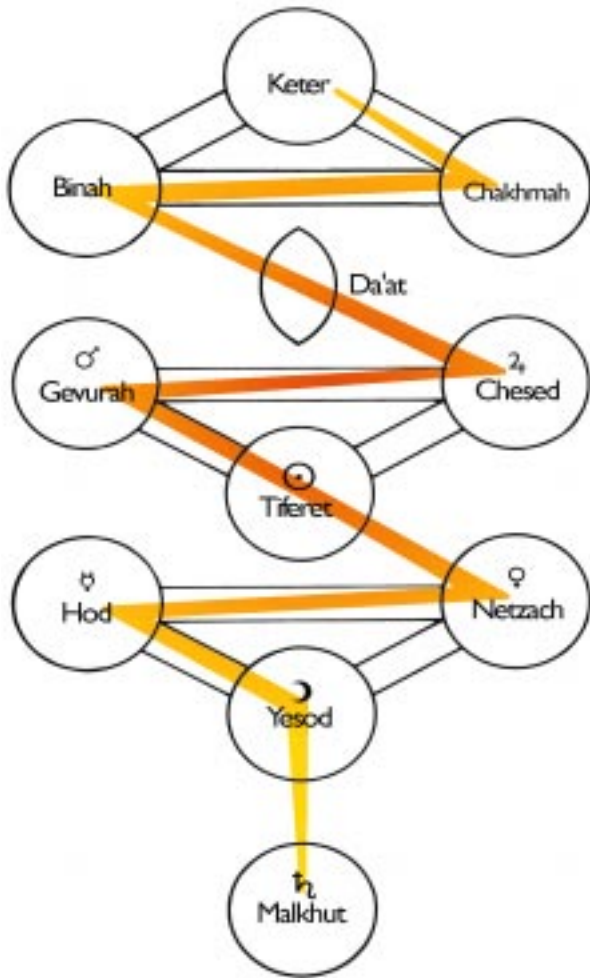 Keter
Binah
Chakhmah
Da'at
♂
Gevurah
♃
Chesed
☉
Tiferet
☿
Hod
♀
Netzach
☽
Yesod
♄
Malkhut